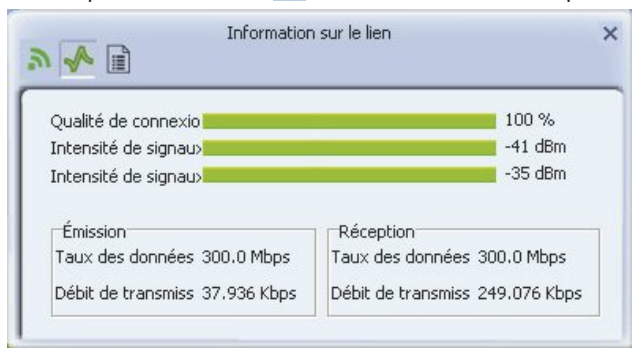 Information sur le lien
Qualité de connexio 100 %
Intensité de signaux -41 dBm
Intensité de signaux -35 dBm
Émission
Taux des données 300.0 Mbps
Débit de transmiss 37.936 Kbps
Réception
Taux des données 300.0 Mbps
Débit de transmiss 249.076 Kbps